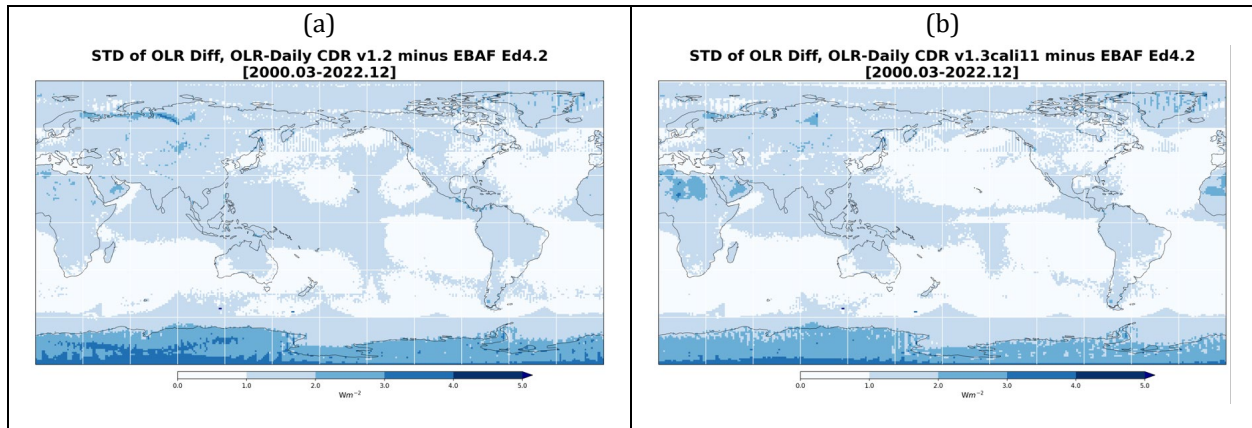 (a)
STD of OLR Diff, OLR-Daily CDR v1.2 minus EBAF Ed4.2
[2000.03-2022.12]
0.0 1.0 2.0 3.0 4.0 5.0
Wm⁻²
(b)
STD of OLR Diff, OLR-Daily CDR v1.3cali11 minus EBAF Ed4.2
[2000.03-2022.12]
0.0 1.0 2.0 3.0 4.0 5.0
Wm⁻²